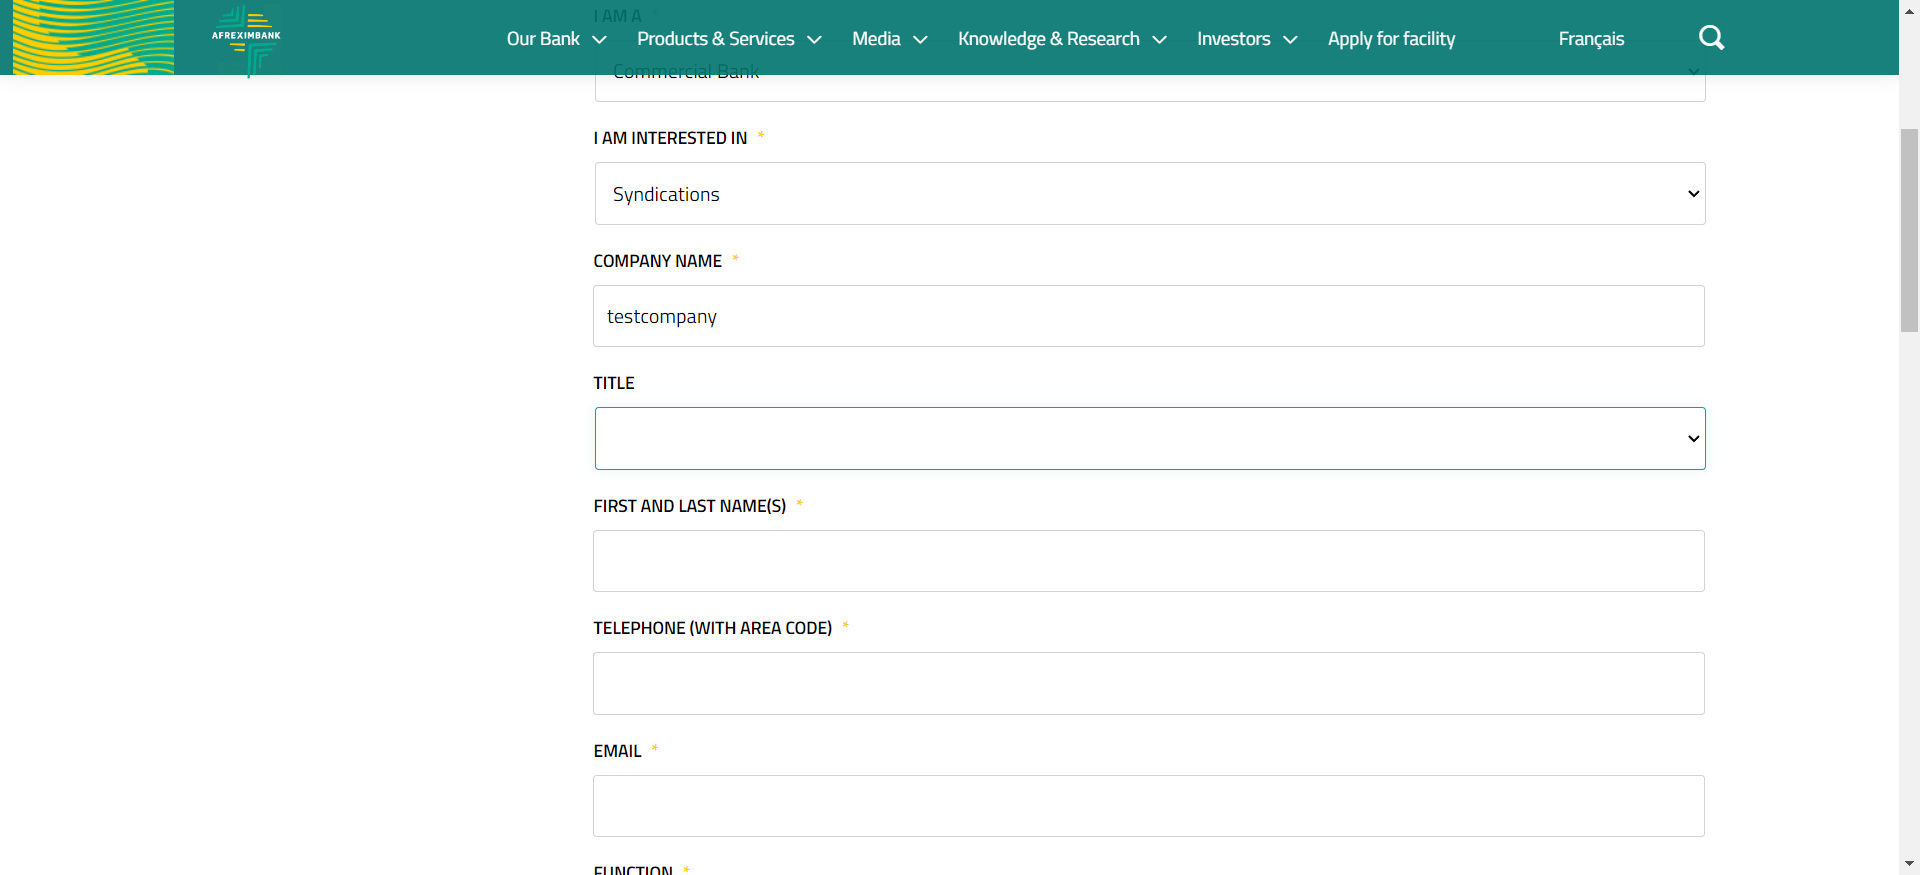 I AM A *
AFREXIMBANK
Our Bank
Products & Services
Media
Knowledge & Research
Investors
Apply for facility
Français
Commercial Bank
I AM INTERESTED IN *
Syndications
COMPANY NAME *
testcompany
TITLE
FIRST AND LAST NAME(S) *
TELEPHONE (WITH AREA CODE) *
EMAIL *
FUNCTION *